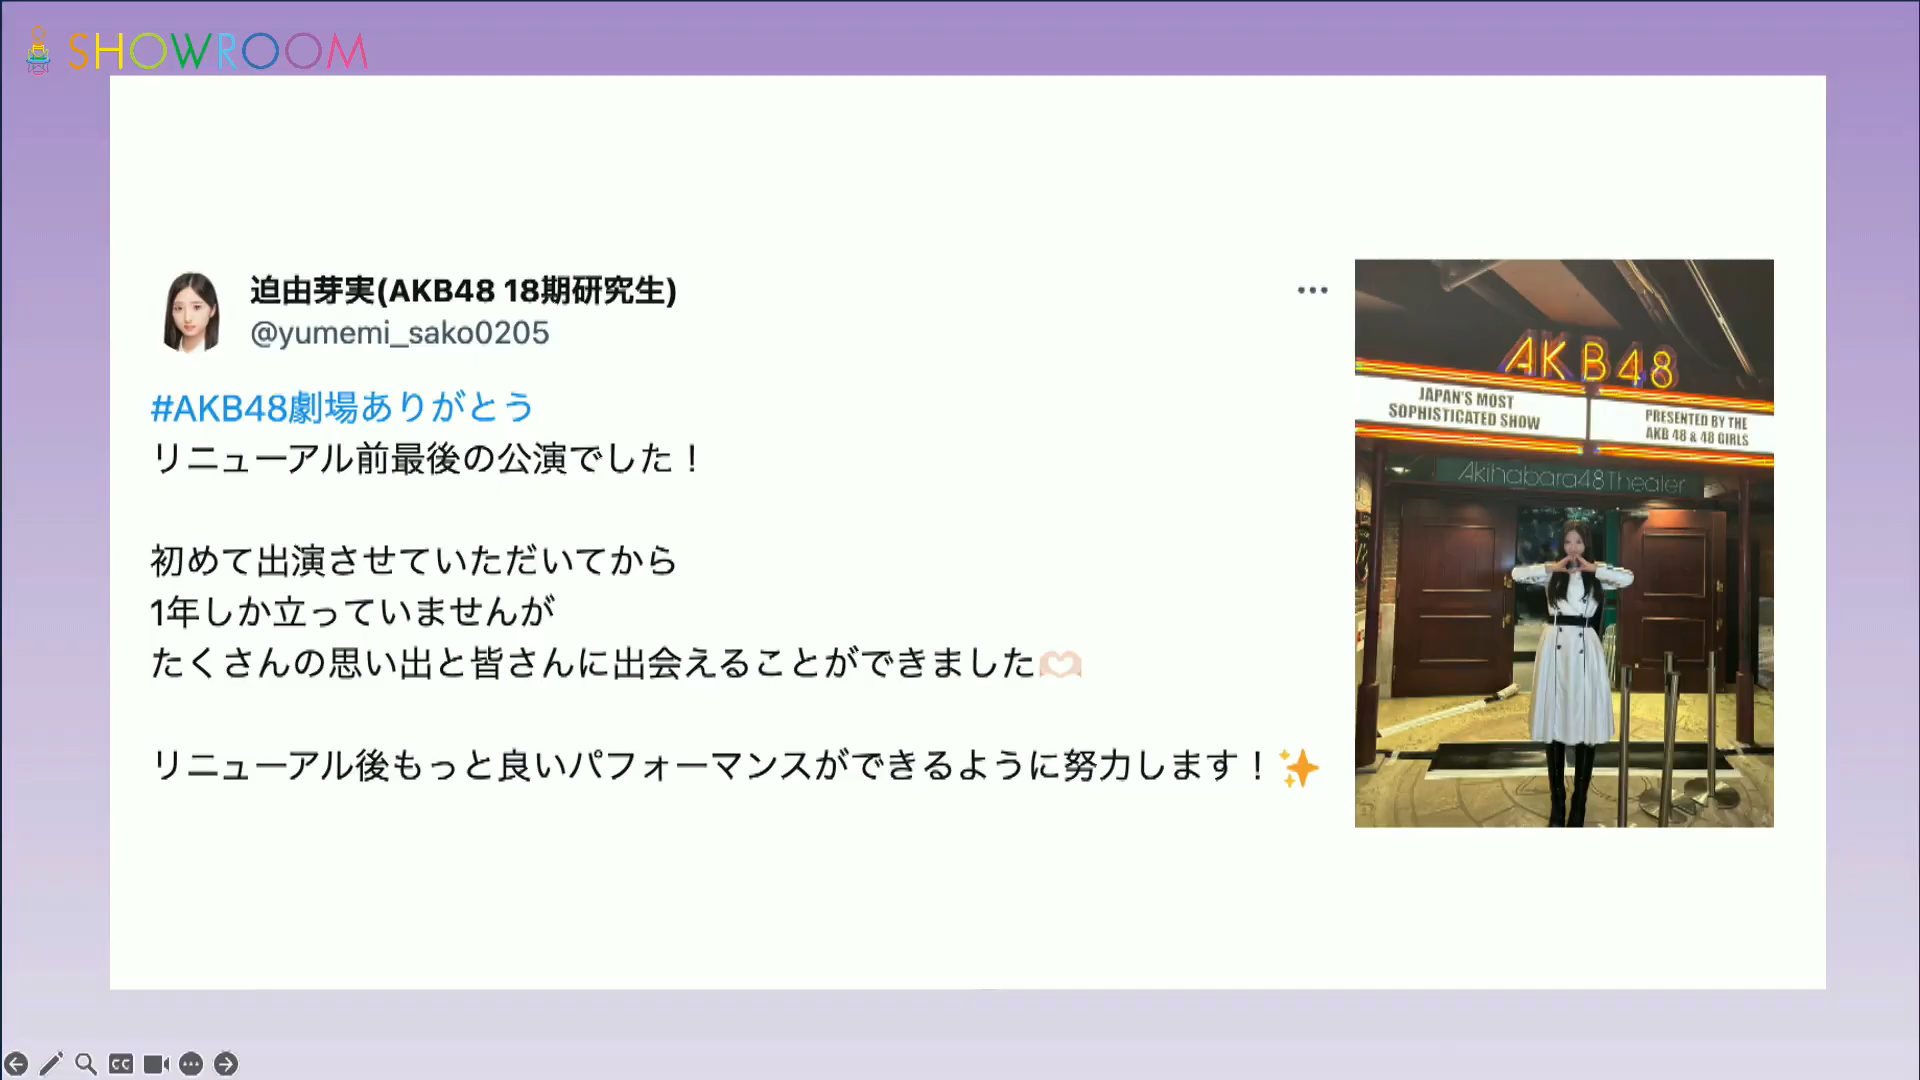 SHOWROOM
迫由芽実(AKB48 18期研究生)
@yumemi_sako0205
#AKB48劇場ありがとう
リニューアル前最後の公演でした！
初めて出演させていただいてから
1年しか立っていませんが
たくさんの思い出と皆さんに出会えることができました🫶🏻
リニューアル後もっと良いパフォーマンスができるように努力します！✨
AKB48
JAPAN'S MOST
SOPHISTICATED SHOW
PRESENTED BY THE
AKB 48 & 48 GIRLS
Akihabara48Theater
CC